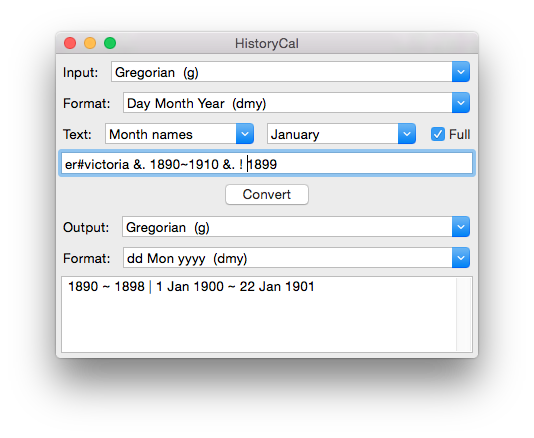 HistoryCal
Input: Gregorian (g)
Format: Day Month Year (dmy)
Text: Month names January Full
er#victoria &. 1890~1910 &. ! 1899
Convert
Output: Gregorian (g)
Format: dd Mon yyyy (dmy)
1890 ~ 1898 | 1 Jan 1900 ~ 22 Jan 1901